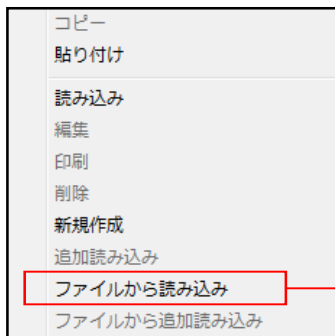 コピー
貼り付け
読み込み
編集
印刷
削除
新規作成
追加読み込み
ファイルから読み込み
ファイルから追加読み込み